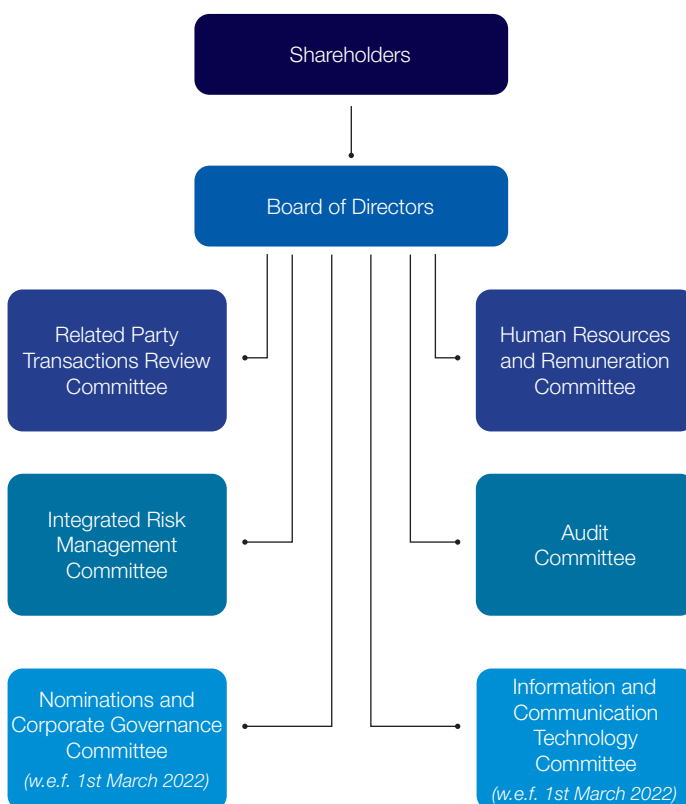 Shareholders
Board of Directors
Related Party
Transactions Review
Committee
Human Resources
and Remuneration
Committee
Integrated Risk
Management
Committee
Audit
Committee
Nominations and
Corporate Governance
Committee
(w.e.f. 1st March 2022)
Information and
Communication
Technology
Committee
(w.e.f. 1st March 2022)